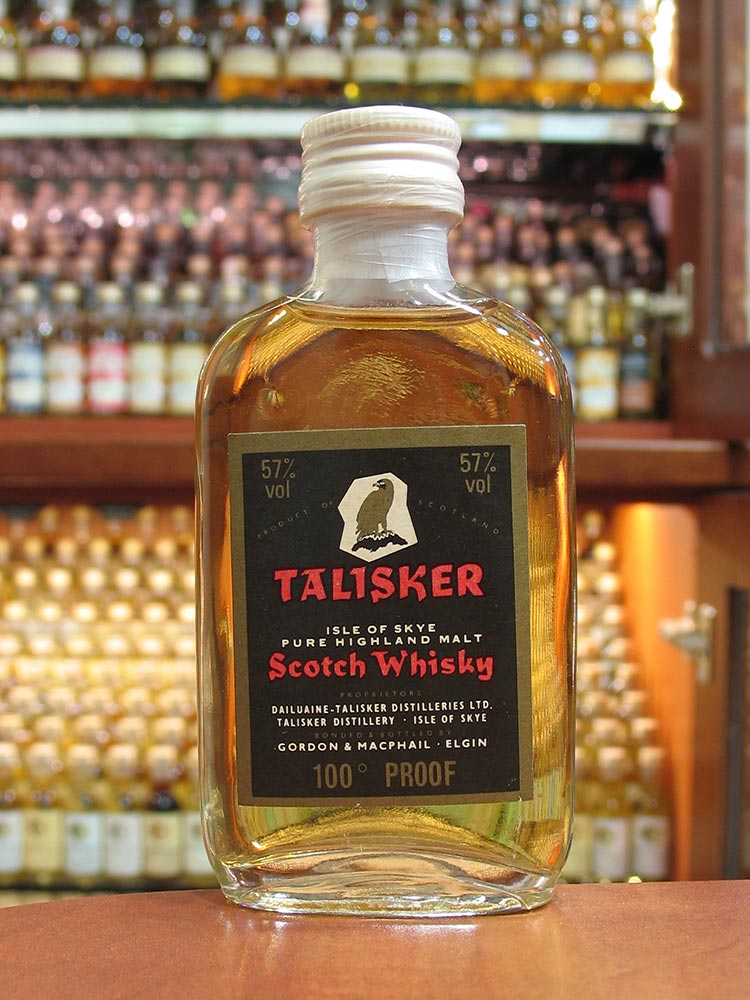 57% vol
57% vol
PRODUCT OF SCOTLAND
TALISKER
ISLE OF SKYE
PURE HIGHLAND MALT
Scotch Whisky
PROPRIETORS
DAILUAINE-TALISKER DISTILLERIES LTD.
TALISKER DISTILLERY · ISLE OF SKYE
BONDED & BOTTLED BY
GORDON & MACPHAIL · ELGIN
100° PROOF